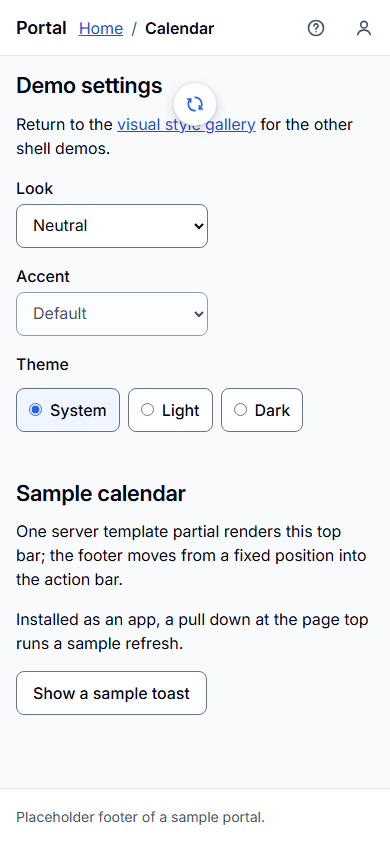 Portal Home / Calendar
Demo settings
Return to the visual style gallery for the other
shell demos.
Look
Neutral
Accent
Default
Theme
System Light Dark
Sample calendar
One server template partial renders this top
bar; the footer moves from a fixed position into
the action bar.
Installed as an app, a pull down at the page top
runs a sample refresh.
Show a sample toast
Placeholder footer of a sample portal.